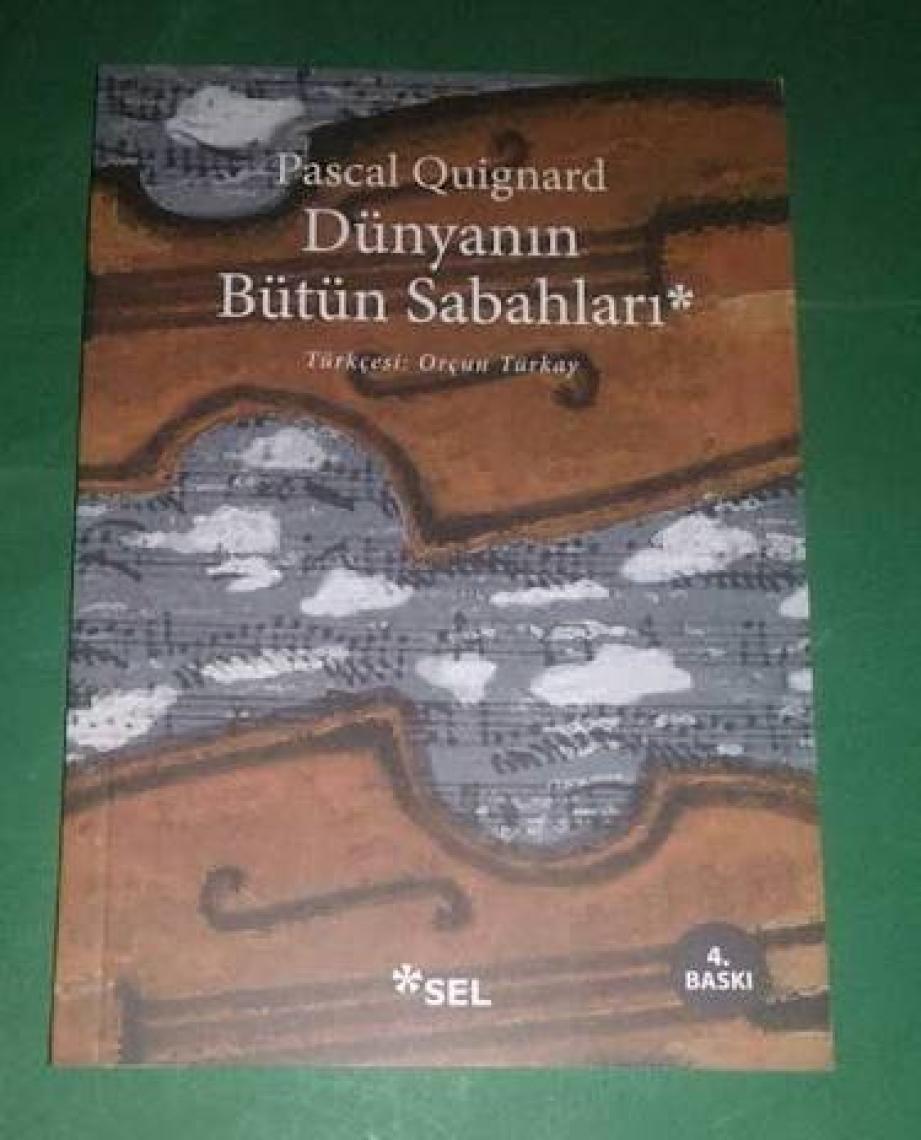 Pascal Quignard
Dünyanın
Bütün Sabahları*
Türkçesi: Orçun Türkay
*SEL
4.
BASKI